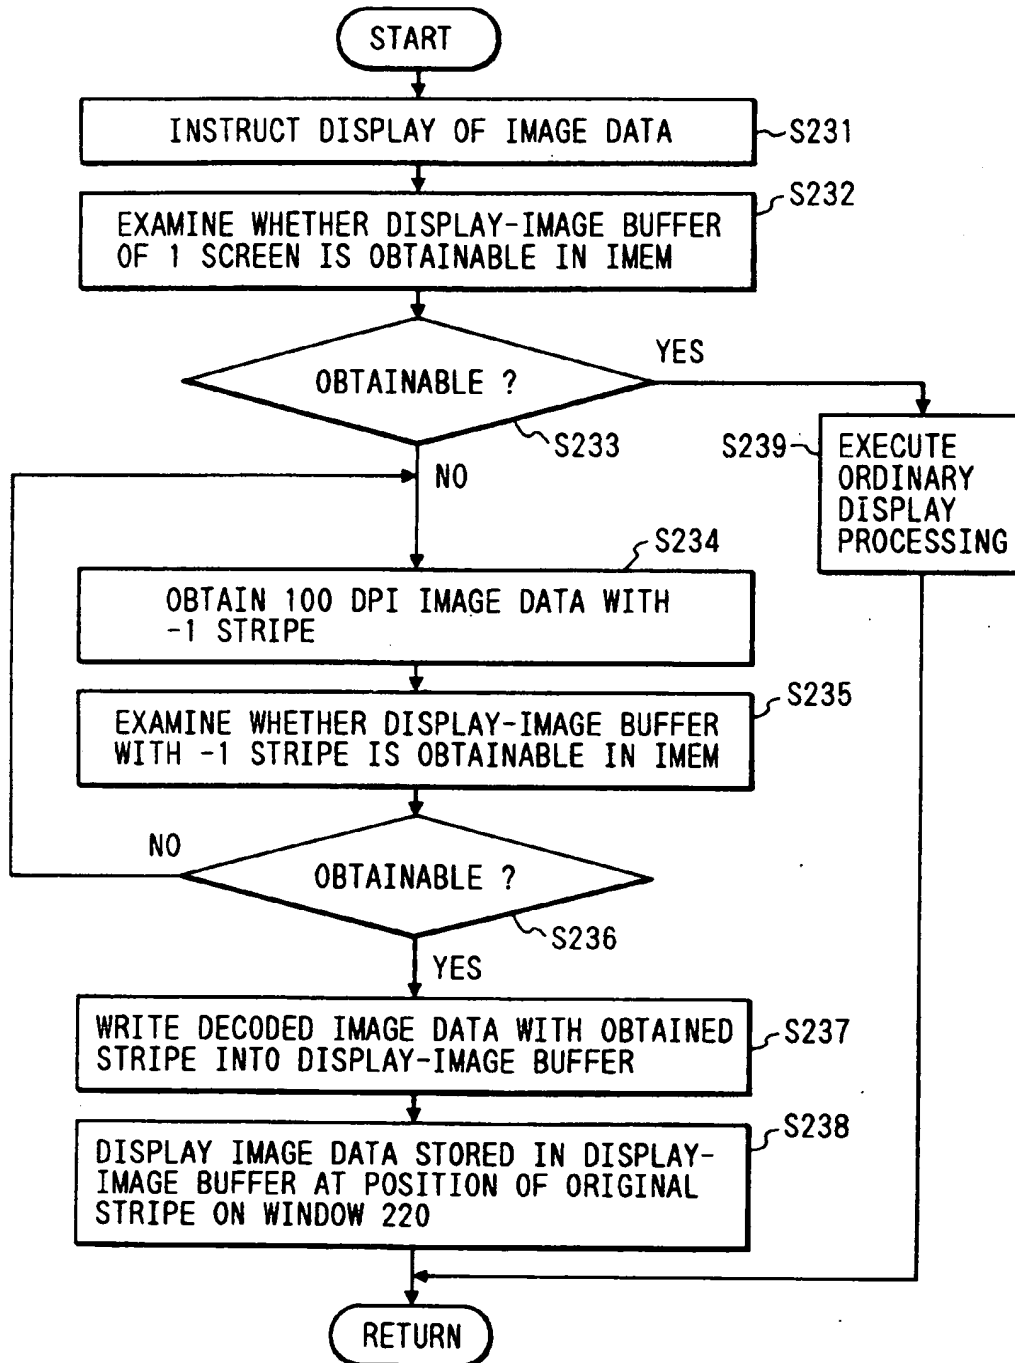 START
INSTRUCT DISPLAY OF IMAGE DATA
S231
S232
EXAMINE WHETHER DISPLAY-IMAGE BUFFER
OF 1 SCREEN IS OBTAINABLE IN IMEM
OBTAINABLE ?
YES
S233
NO
S239
EXECUTE
ORDINARY
DISPLAY
PROCESSING
S234
OBTAIN 100 DPI IMAGE DATA WITH
-1 STRIPE
S235
EXAMINE WHETHER DISPLAY-IMAGE BUFFER
WITH -1 STRIPE IS OBTAINABLE IN IMEM
NO
OBTAINABLE ?
S236
YES
WRITE DECODED IMAGE DATA WITH OBTAINED
STRIPE INTO DISPLAY-IMAGE BUFFER
S237
S238
DISPLAY IMAGE DATA STORED IN DISPLAY-
IMAGE BUFFER AT POSITION OF ORIGINAL
STRIPE ON WINDOW 220
RETURN